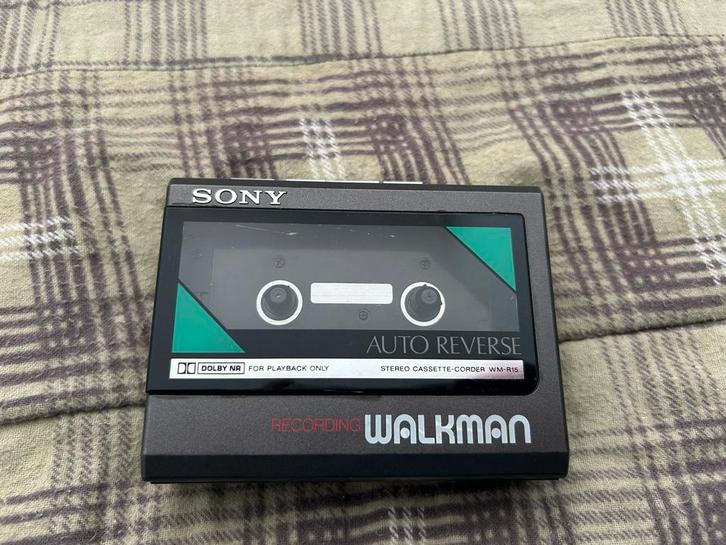 SONY
AUTO REVERSE
DOLBY NR FOR PLAYBACK ONLY STEREO CASSETTE-CORDER WM-R15
RECORDING WALKMAN